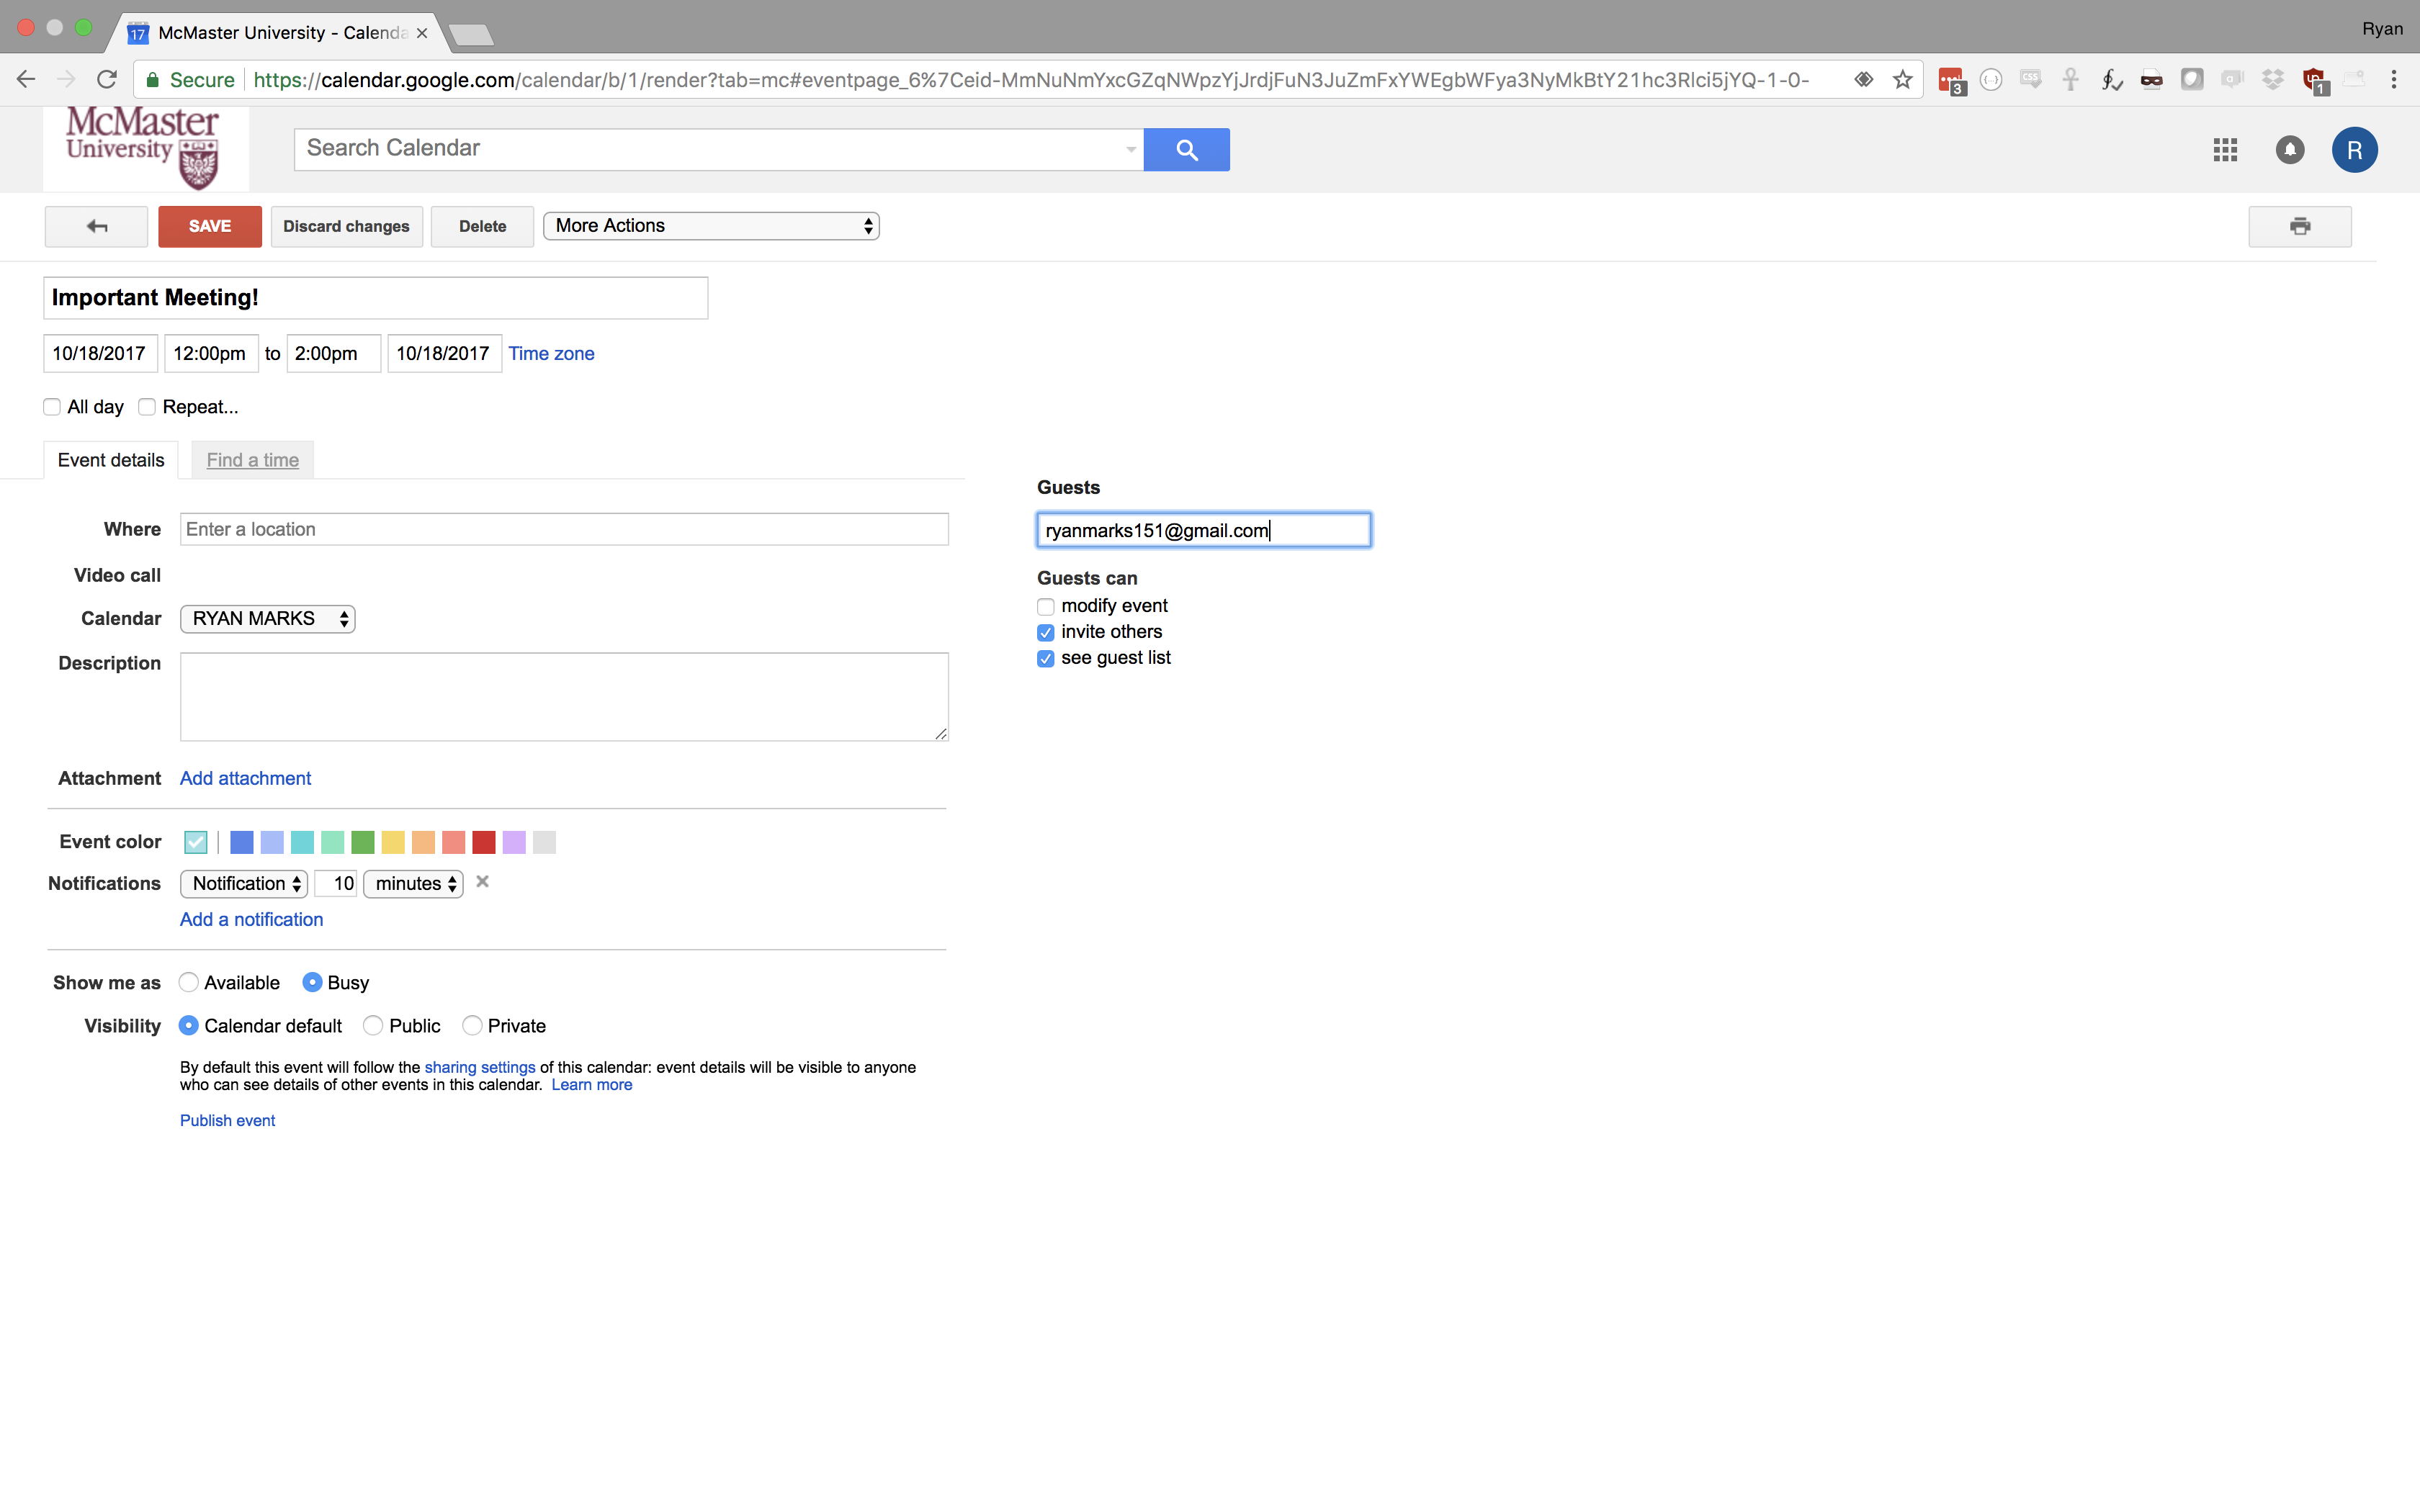 McMaster University - Calenda
Ryan
Secure https://calendar.google.com/calendar/b/1/render?tab=mc#eventpage_6%7Ceid-MmNuNmYxcGZqNWpzYjJrdjFuN3JuZmFxYWEgbWFya3NyMkBtY21hc3Rlci5jYQ-1-0-
3
1
McMaster
University
Search Calendar
R
SAVE Discard changes Delete More Actions
Important Meeting!
10/18/2017 12:00pm to 2:00pm 10/18/2017 Time zone
All day Repeat...
Event details Find a time
Guests
Where Enter a location
ryanmarks151@gmail.com
Video call
Guests can
modify event
Calendar RYAN MARKS
invite others
see guest list
Description
Attachment Add attachment
Event color
Notifications Notification 10 minutes
Add a notification
Show me as Available Busy
Visibility Calendar default Public Private
By default this event will follow the sharing settings of this calendar: event details will be visible to anyone
who can see details of other events in this calendar. Learn more
Publish event